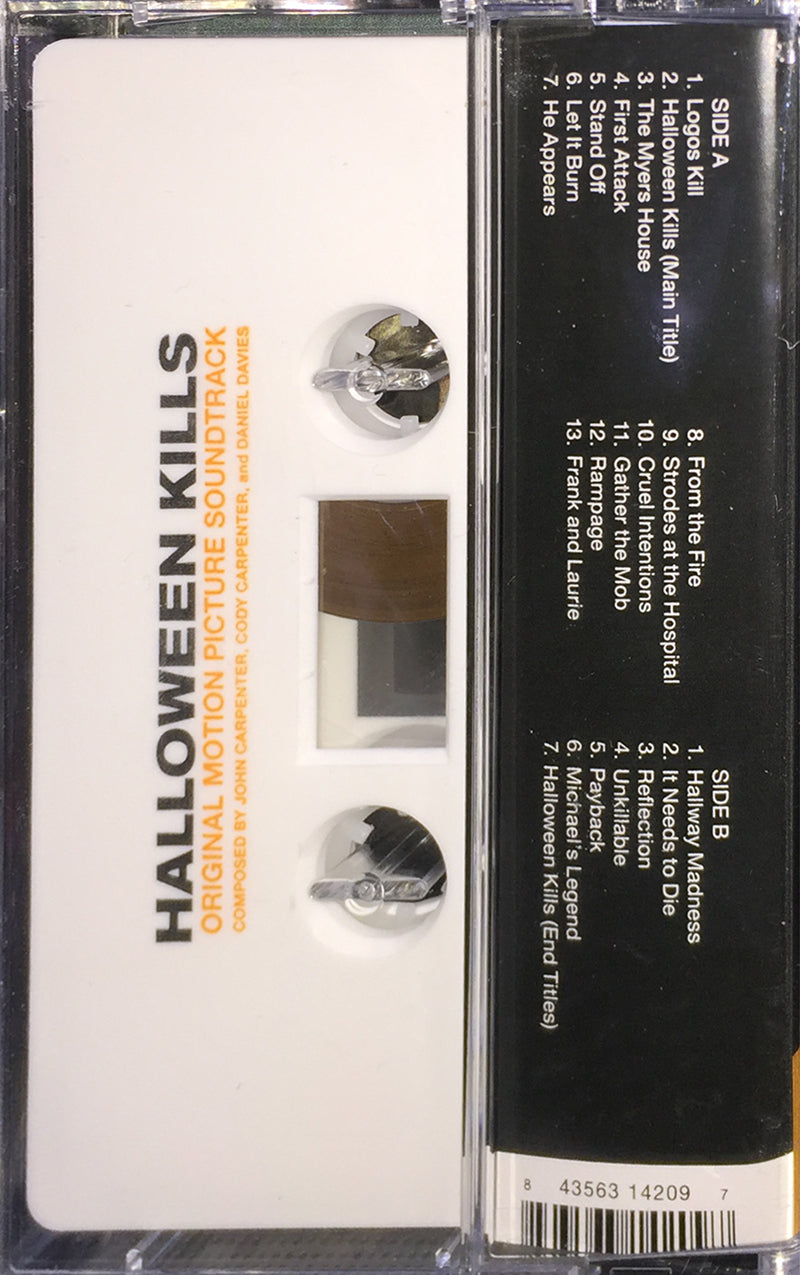 HALLOWEEN KILLS
ORIGINAL MOTION PICTURE SOUNDTRACK
COMPOSED BY JOHN CARPENTER, CODY CARPENTER, and DANIEL DAVIES
SIDE A
1. Logos Kill
2. Halloween Kills (Main Title)
3. The Myers House
4. First Attack
5. Stand Off
6. Let It Burn
7. He Appears
8. From the Fire
9. Strodes at the Hospital
10. Cruel Intentions
11. Gather the Mob
12. Rampage
13. Frank and Laurie
SIDE B
1. Hallway Madness
2. It Needs to Die
3. Reflection
4. Unkillable
5. Payback
6. Michael's Legend
7. Halloween Kills (End Titles)
8 43563 14209 7